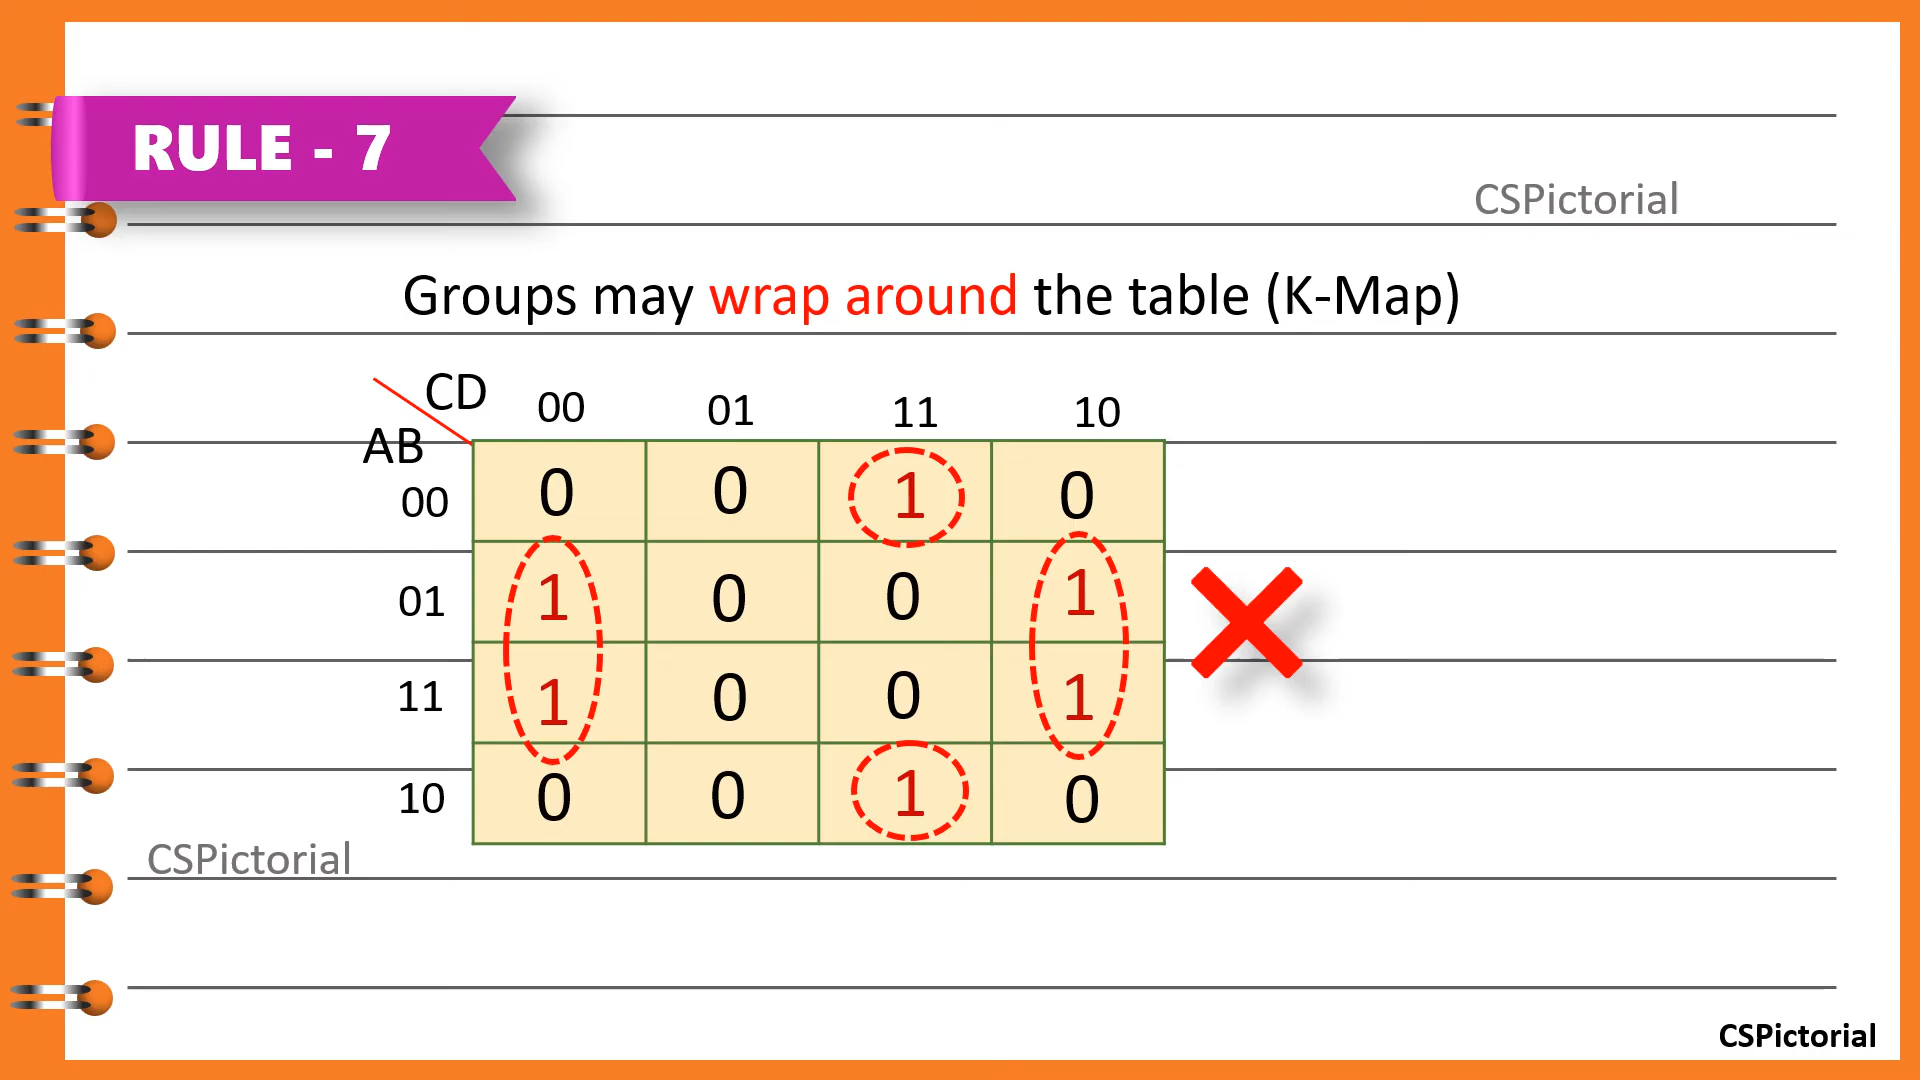 RULE - 7
CSPictorial
Groups may wrap around the table (K-Map)
CD
00 01 11 10
AB
00 0 0 1 0
01 1 0 0 1
11 1 0 0 1
10 0 0 1 0
CSPictorial
CSPictorial